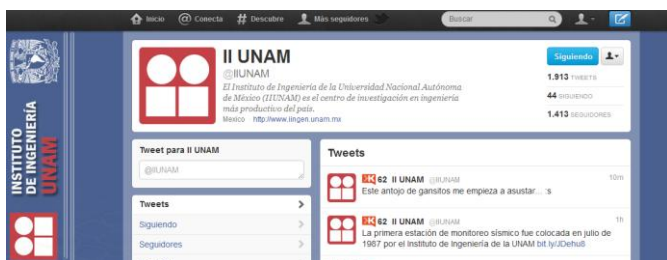 Inicio @ Conecta # Descubre Más seguidores Buscar
INSTITUTO
DE INGENIERÍA
UNAM
II UNAM
@IIUNAM
El Instituto de Ingeniería de la Universidad Nacional Autónoma
de México (IIUNAM) es el centro de investigación en ingeniería
más productivo del país.
Mexico http://www.iingen.unam.mx
Siguiendo
1.913 TWEETS
44 SIGUIENDO
1.413 SEGUIDORES
Tweet para II UNAM
@IIUNAM
Tweets
Siguiendo
Seguidores
Tweets
62 II UNAM @IIUNAM 10m
Este antojo de gansitos me empieza a asustar... :s
62 II UNAM @IIUNAM 1h
La primera estación de monitoreo sísmico fue colocada en julio de
1987 por el Instituto de Ingeniería de la UNAM bit.ly/JDehu8